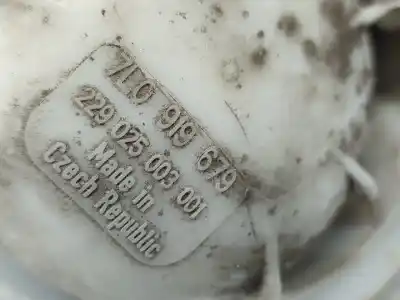 7L0 919 679
229 025 003 001
Made in
Czech Republic